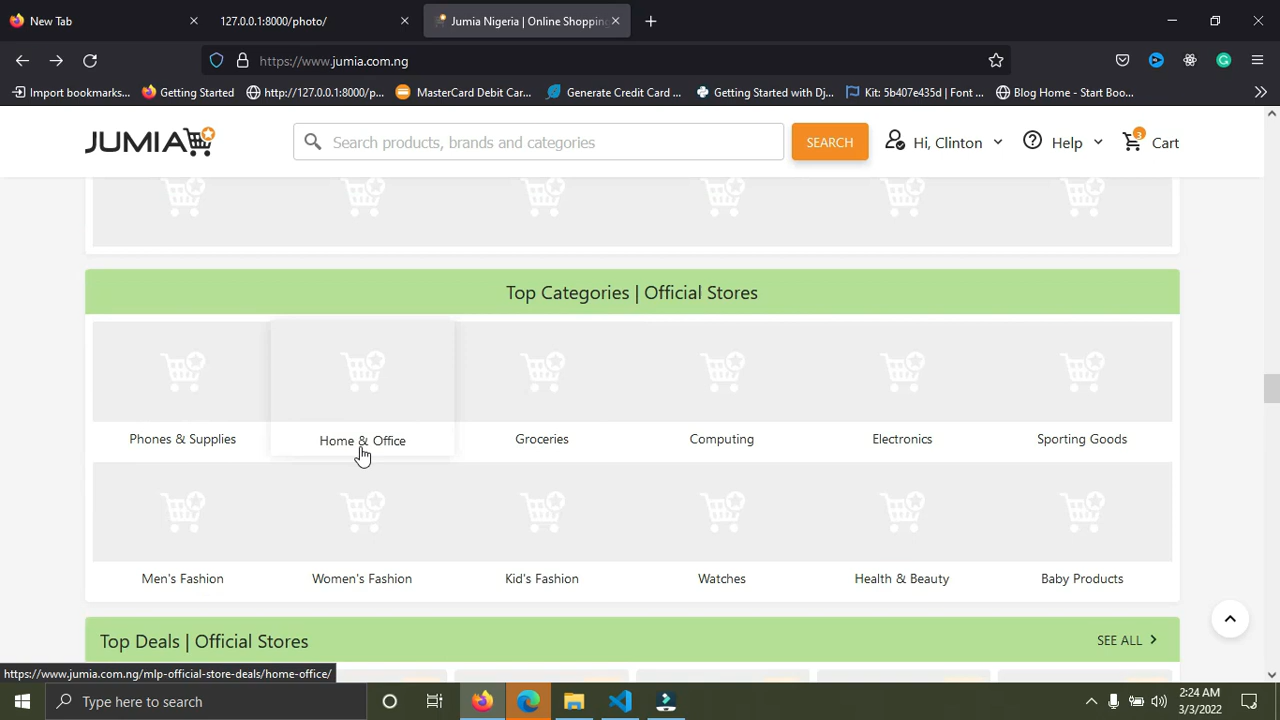 New Tab
127.0.0.1:8000/photo/
Jumia Nigeria | Online Shopping
https://www.jumia.com.ng
Import bookmarks...
Getting Started
http://127.0.0.1:8000/p...
MasterCard Debit Car...
Generate Credit Card ...
Getting Started with Dj...
Kit: 5b407e435d | Font ...
Blog Home - Start Boo...
JUMIA
Search products, brands and categories
SEARCH
Hi, Clinton
Help
3
Cart
Top Categories | Official Stores
Phones & Supplies
Home & Office
Groceries
Computing
Electronics
Sporting Goods
Men's Fashion
Women's Fashion
Kid's Fashion
Watches
Health & Beauty
Baby Products
Top Deals | Official Stores
SEE ALL
https://www.jumia.com.ng/mlp-official-store-deals/home-office/
Type here to search
2:24 AM
3/3/2022